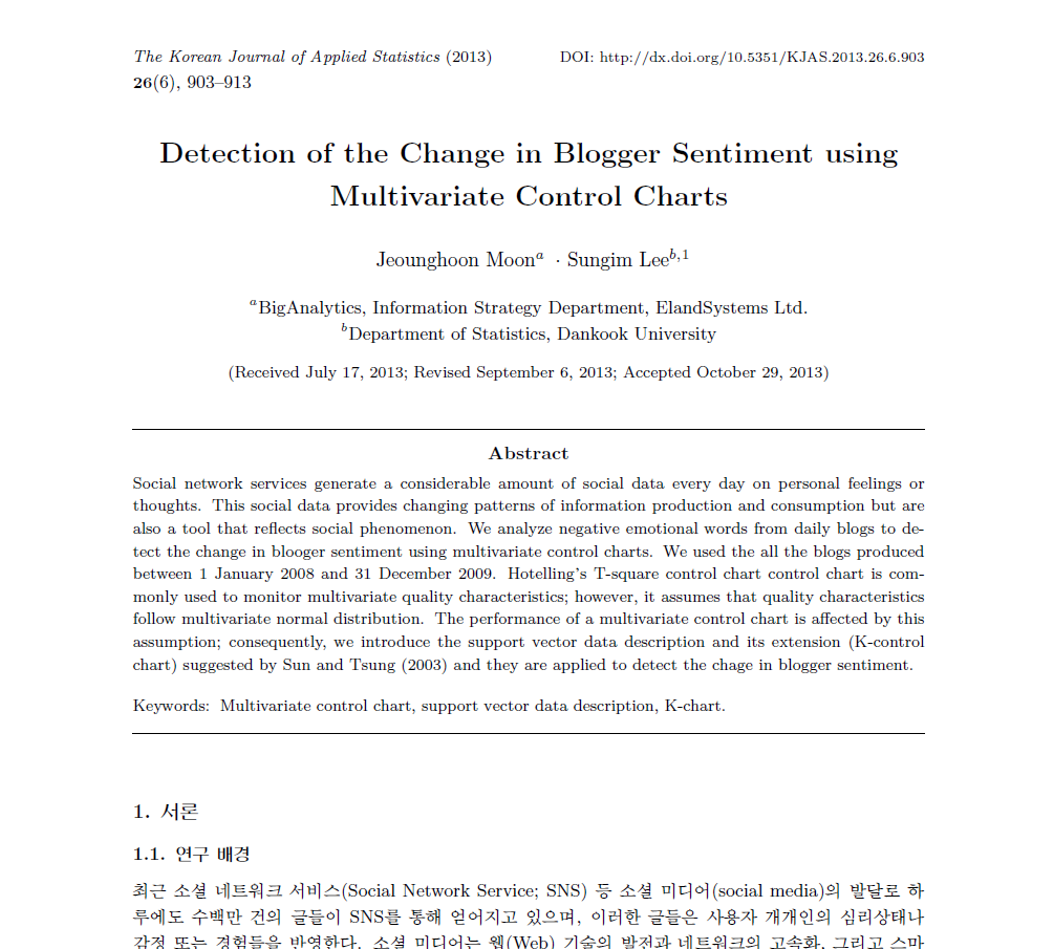 The Korean Journal of Applied Statistics (2013)
DOI: http://dx.doi.org/10.5351/KJAS.2013.26.6.903
26(6), 903–913
Detection of the Change in Blogger Sentiment using
Multivariate Control Charts
Jeounghoon Moon^a · Sungim Lee^b,1
^aBigAnalytics, Information Strategy Department, ElandSystems Ltd.
^bDepartment of Statistics, Dankook University
(Received July 17, 2013; Revised September 6, 2013; Accepted October 29, 2013)
Abstract
Social network services generate a considerable amount of social data every day on personal feelings or
thoughts. This social data provides changing patterns of information production and consumption but are
also a tool that reflects social phenomenon. We analyze negative emotional words from daily blogs to de-
tect the change in blooger sentiment using multivariate control charts. We used the all the blogs produced
between 1 January 2008 and 31 December 2009. Hotelling's T-square control chart control chart is com-
monly used to monitor multivariate quality characteristics; however, it assumes that quality characteristics
follow multivariate normal distribution. The performance of a multivariate control chart is affected by this
assumption; consequently, we introduce the support vector data description and its extension (K-control
chart) suggested by Sun and Tsung (2003) and they are applied to detect the chage in blogger sentiment.
Keywords: Multivariate control chart, support vector data description, K-chart.
1. 서론
1.1. 연구 배경
최근 소셜 네트워크 서비스(Social Network Service; SNS) 등 소셜 미디어(social media)의 발달로 하
루에도 수백만 건의 글들이 SNS를 통해 얻어지고 있으며, 이러한 글들은 사용자 개개인의 심리상태나
감정 또는 경험들을 반영한다. 소셜 미디어는 웹(Web) 기술의 발전과 네트워크의 고속화, 그리고 스마